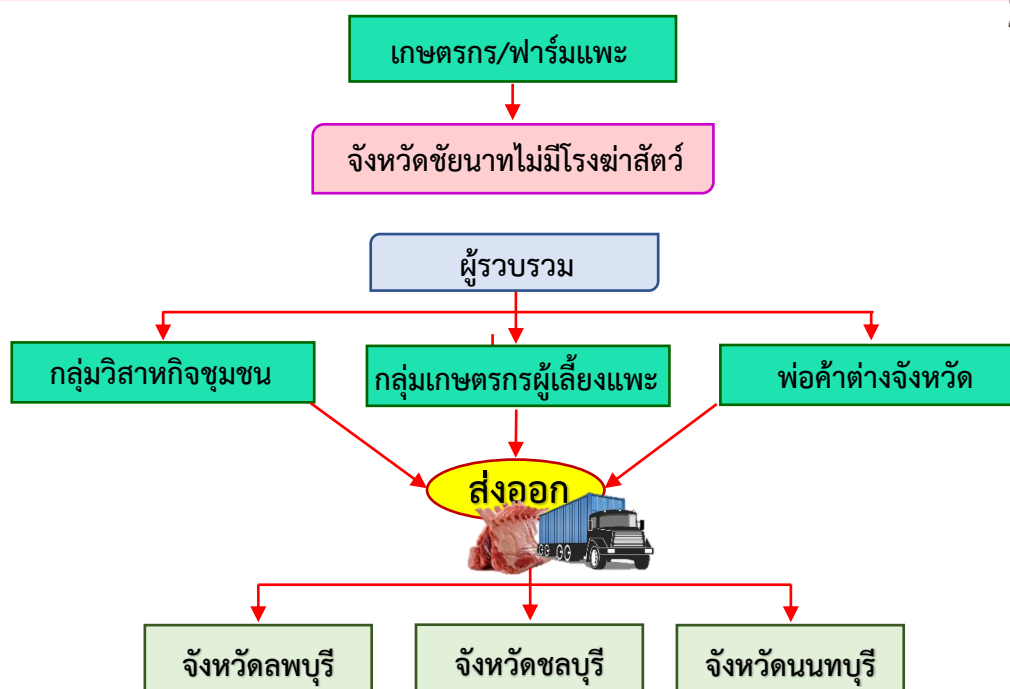 เกษตรกร/ฟาร์มแพะ
จังหวัดชัยนาทไม่มีโรงฆ่าสัตว์
ผู้รวบรวม
กลุ่มวิสาหกิจชุมชน
กลุ่มเกษตรกรผู้เลี้ยงแพะ
พ่อค้าต่างจังหวัด
ส่งออก
จังหวัดลพบุรี
จังหวัดชลบุรี
จังหวัดนนทบุรี